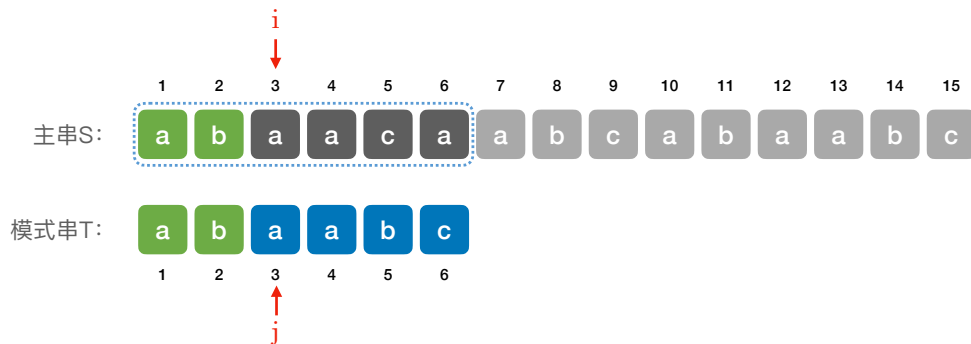 i
1 2 3 4 5 6 7 8 9 10 11 12 13 14 15
主串S: a b a a c a a b c a b a a b c
模式串T: a b a a b c
1 2 3 4 5 6
j